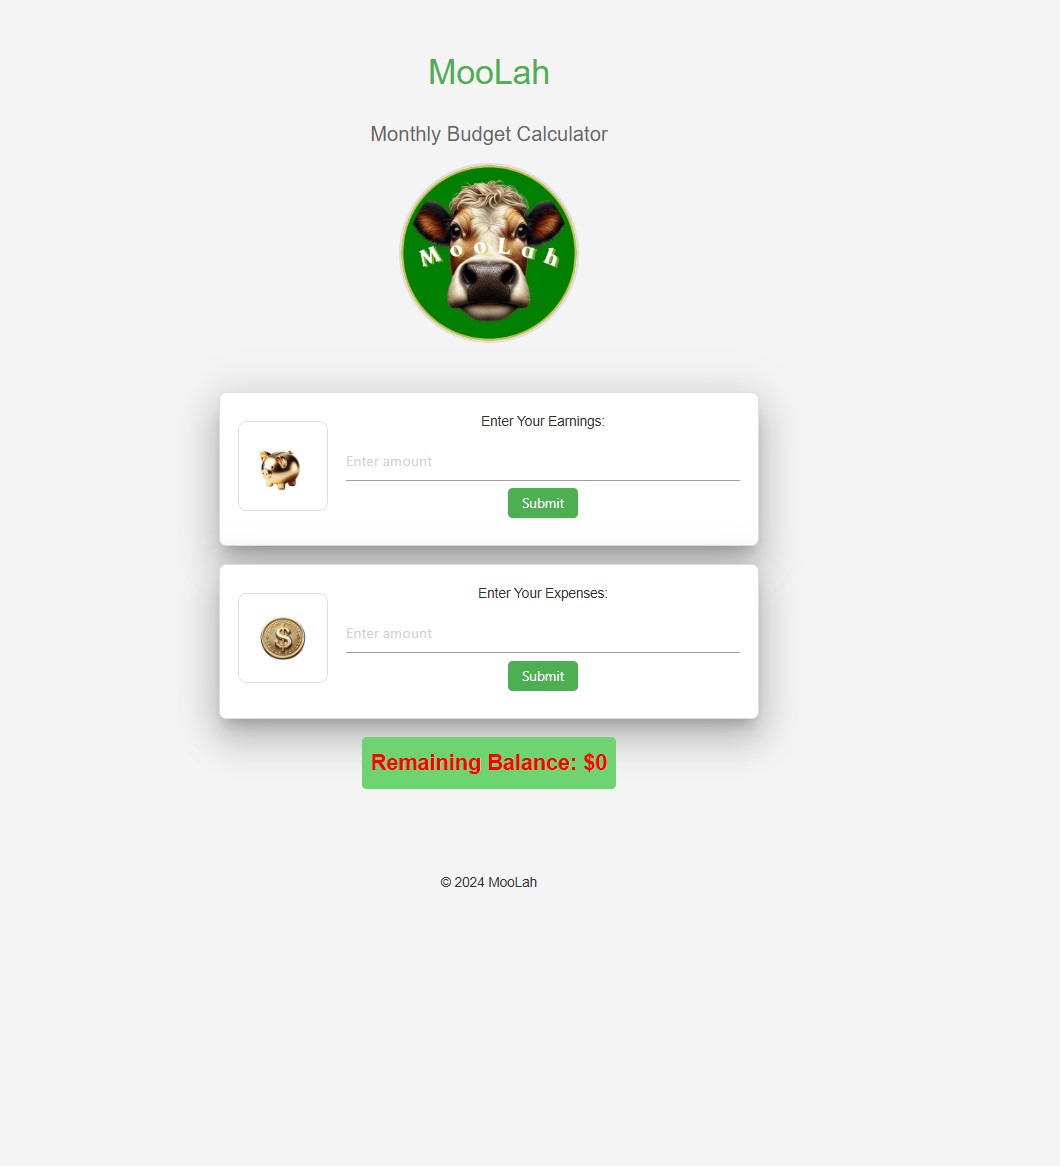 MooLah
Monthly Budget Calculator
MooLah
Enter Your Earnings:
Enter amount
Submit
Enter Your Expenses:
$
Enter amount
Submit
Remaining Balance: $0
© 2024 MooLah